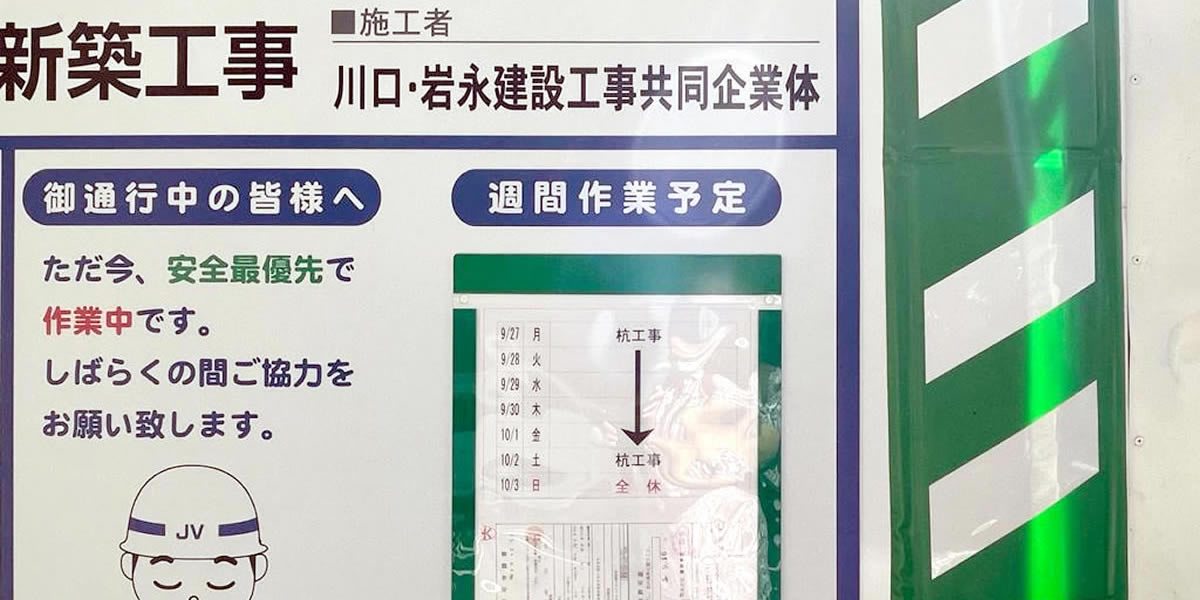 新築工事
■施工者
川口・岩永建設工事共同企業体
御通行中の皆様へ
ただ今、安全最優先で
作業中です。
しばらくの間ご協力を
お願い致します。
JV
週間作業予定
9/27 月 杭工事
9/28 火
9/29 水
9/30 木
10/1 金
10/2 土 杭工事
10/3 日 全休